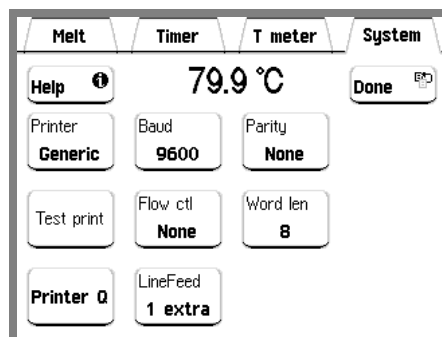 Melt Timer T meter System
Help 79.9 °C Done
Printer Baud Parity
Generic 9600 None
Test print Flow ctl Word len
None 8
Printer Q LineFeed
1 extra